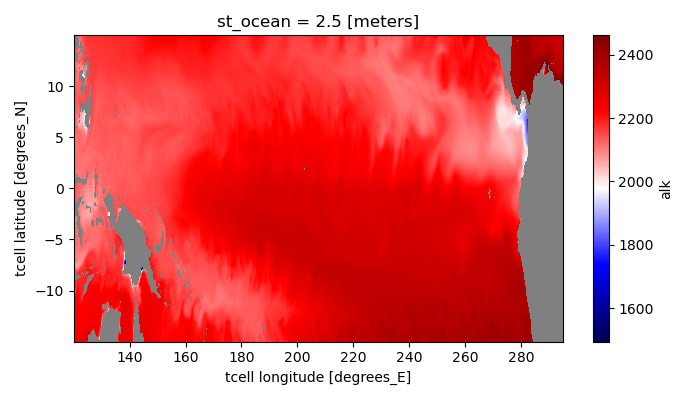 st_ocean = 2.5 [meters]
tcell latitude [degrees_N]
10
5
0
−5
−10
140 160 180 200 220 240 260 280
tcell longitude [degrees_E]
2400
2200
2000
1800
1600
alk